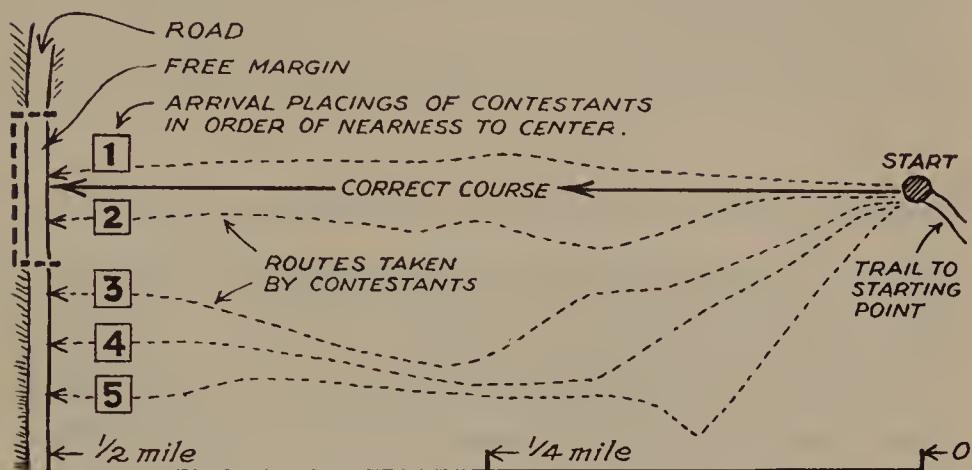 ROAD
FREE MARGIN
ARRIVAL PLACINGS OF CONTESTANTS
IN ORDER OF NEARNESS TO CENTER.
1
START
CORRECT COURSE
2
ROUTES TAKEN
BY CONTESTANTS
TRAIL TO
STARTING
POINT
3
4
5
1/2 mile
1/4 mile
0